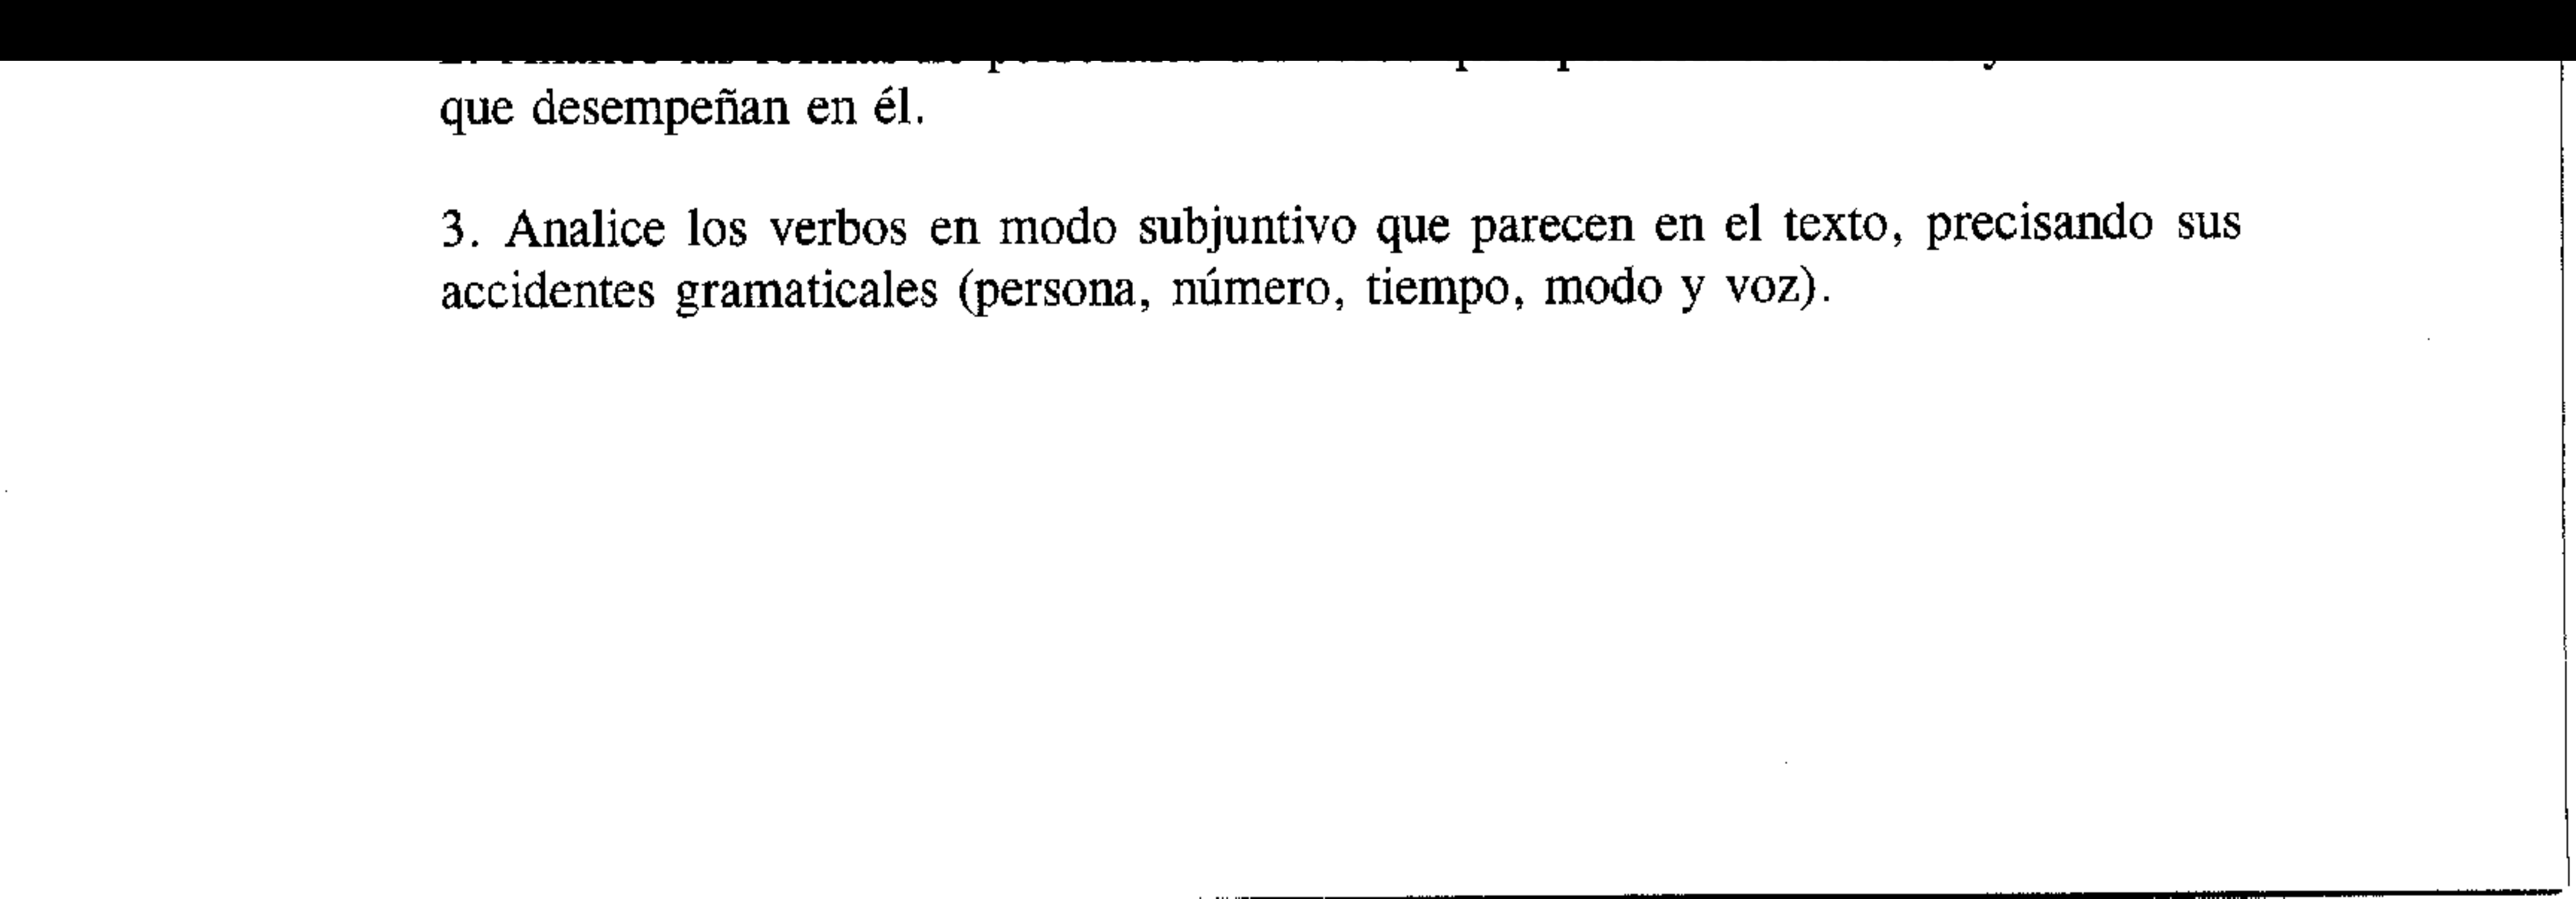 que desempeñan en él.
3. Analice los verbos en modo subjuntivo que parecen en el texto, precisando sus
accidentes gramaticales (persona, número, tiempo, modo y voz).